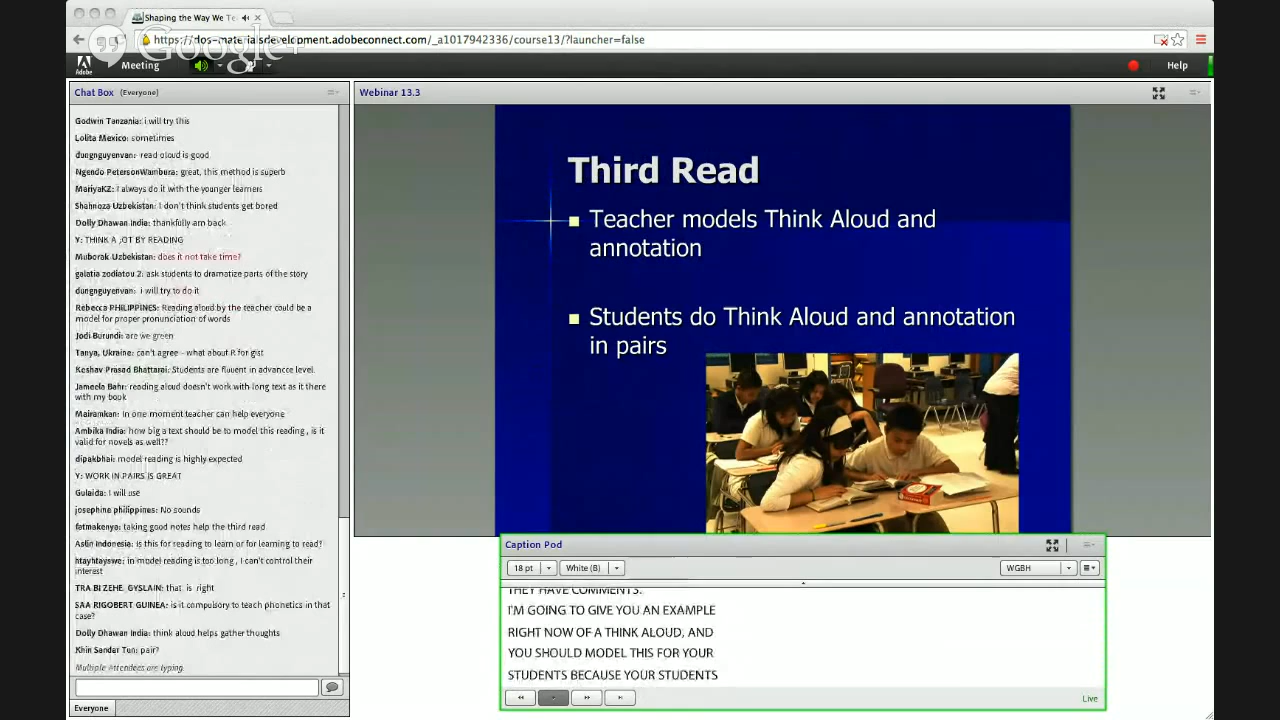 Shaping the Way We Te
Google+
https://dos-materialsdevelopment.adobeconnect.com/_a1017942336/course13/?launcher=false
Adobe
Meeting
Help
Chat Box (Everyone)
Godwin Tanzania: i will try this
Lolita Mexico: sometimes
dungnguyenvan: read oloud is good
Ngendo PetersonWambura: great, this method is superb
MariyaKZ: I always do it with the younger learners
Shahnoza Uzbekistan: I don't think students get bored
Dolly Dhawan India: thankfully am back
Y: THINK A ;OT BY READING
Muborak Uzbekistan: does it not take time?
galatia zodiatou 2: ask students to dramatize parts of the story
dungnguyenvan: i will try to do it
Rebecca PHILIPPINES: Reading aloud by the teacher could be a
model for proper pronunciation of words
Jodi Burundi: are we green
Tanya, Ukraine: can't agree - what about R for gist
Keshav Prasad Bhattarai: Students are fluent in advancce level.
Jameela Bahr: reading aloud doesn't work with long text as it there
with my book
Mairamkan: In one moment teacher can help everyone
Ambika India: how big a text should be to model this reading , is it
valid for novels as well??
dipakbhai: model reading is highly expected
Y: WORK IN PAIRS IS GREAT
Gulaida: I will use
josephine philippines: No sounds
fatmakenya: taking good notes help the third read
Aslin Indonesia: Is this for reading to learn or for learning to read?
htayhtayswe: in model reading is too long , I can't control their
interest
TRA BI ZEHE, GYSLAIN: that is right
SAA RIGOBERT GUINEA: is it compulsory to teach phonetics in that
case?
Dolly Dhawan India: think aloud helps gather thoughts
Khin Sandar Tun: pair?
Multiple Attendees are typing.
Everyone
Webinar 13.3
Third Read
Teacher models Think Aloud and
annotation
Students do Think Aloud and annotation
in pairs
Caption Pod
18 pt White (B) WGBH
THEY HAVE COMMENTS.
I'M GOING TO GIVE YOU AN EXAMPLE
RIGHT NOW OF A THINK ALOUD, AND
YOU SHOULD MODEL THIS FOR YOUR
STUDENTS BECAUSE YOUR STUDENTS
Live